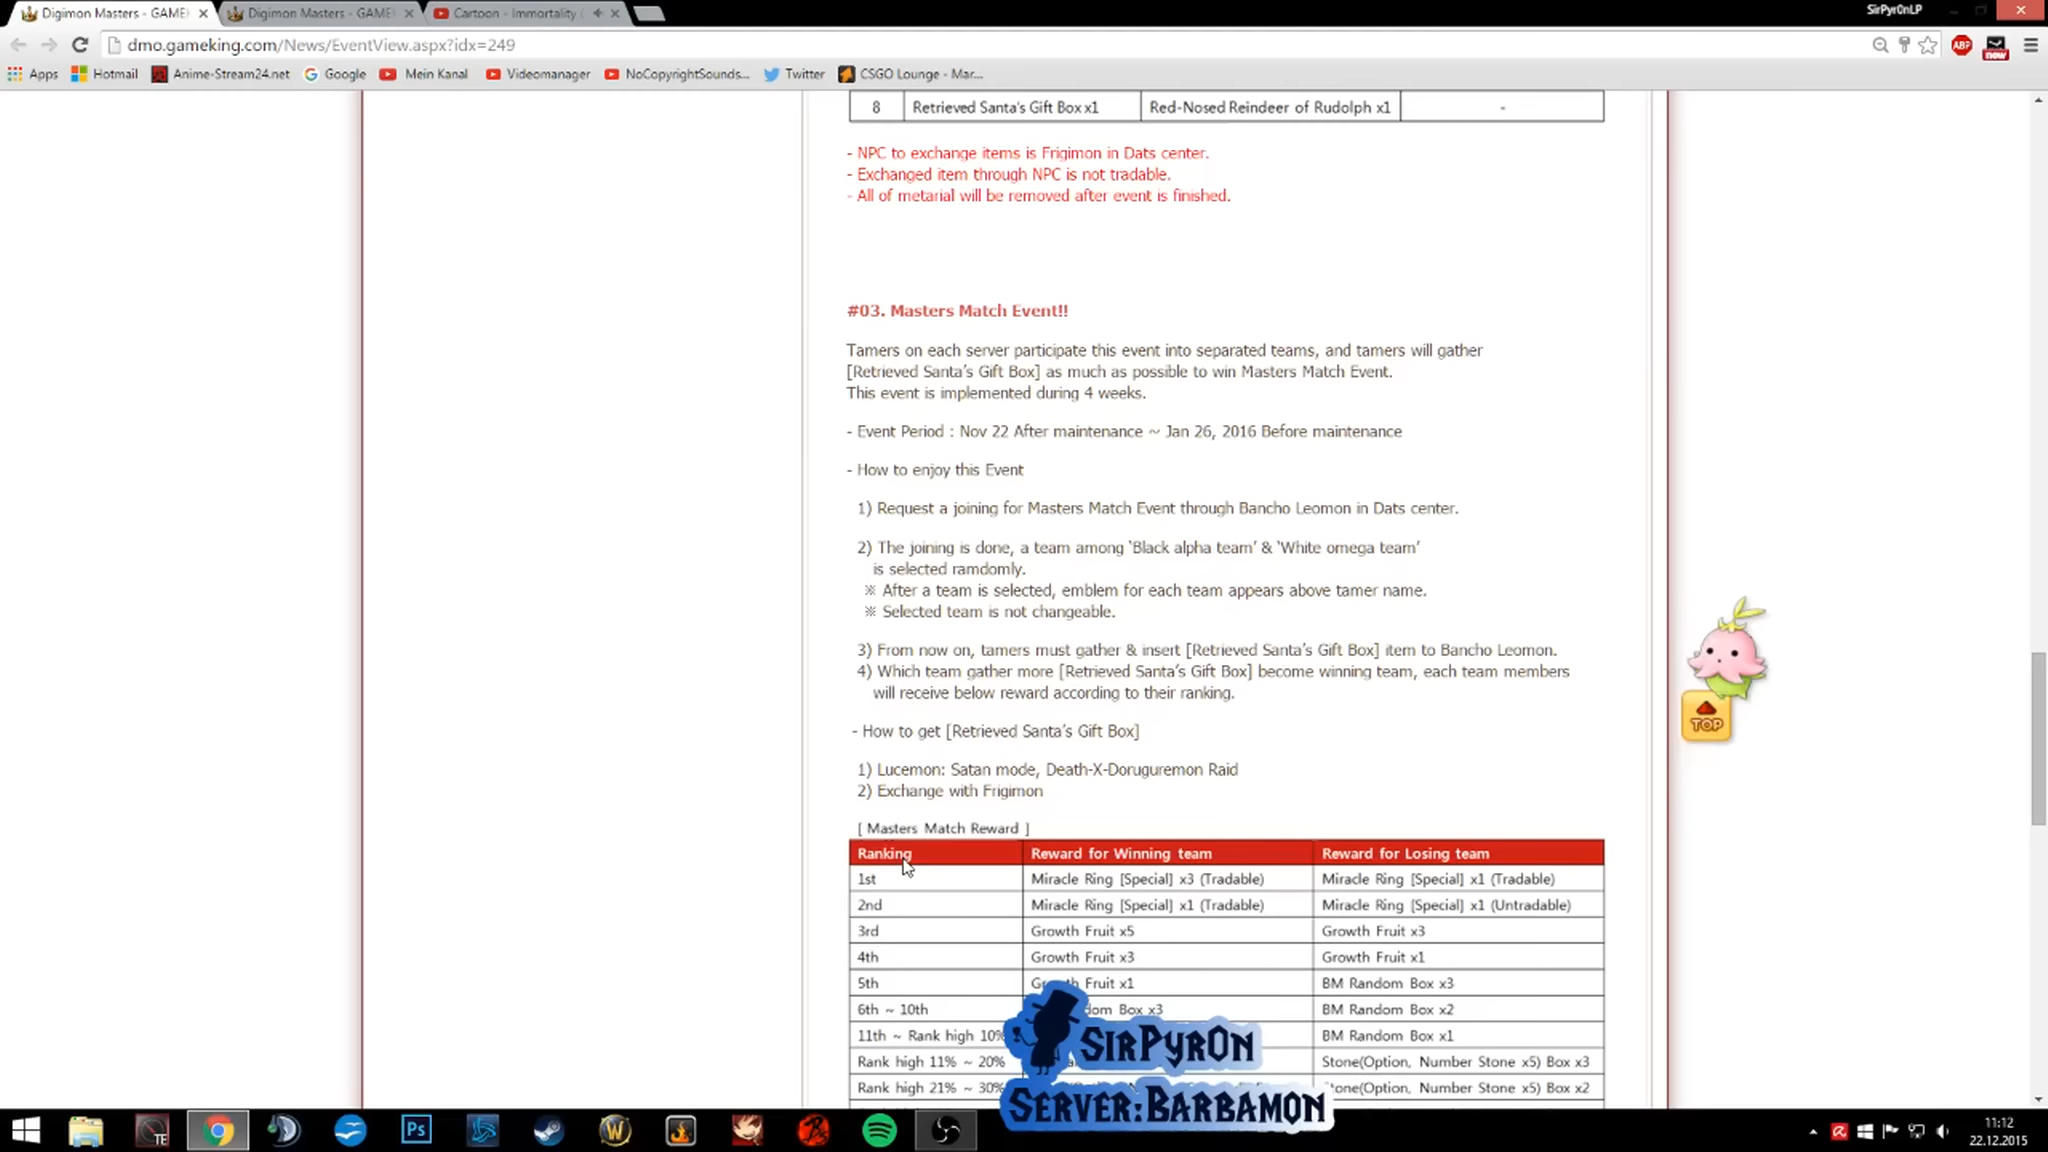 Digimon Masters - GAME
Digimon Masters - GAME
Cartoon - Immortality
SirPyr0nLP
dmo.gameking.com/News/EventView.aspx?idx=249
ABP
new
Apps Hotmail Anime-Stream24.net Google Mein Kanal Videomanager NoCopyrightSounds... Twitter CSGO Lounge - Mar...
8 Retrieved Santa's Gift Box x1 Red-Nosed Reindeer of Rudolph x1 -
- NPC to exchange items is Frigimon in Dats center.
- Exchanged item through NPC is not tradable.
- All of metarial will be removed after event is finished.
#03. Masters Match Event!!
Tamers on each server participate this event into separated teams, and tamers will gather
[Retrieved Santa's Gift Box] as much as possible to win Masters Match Event.
This event is implemented during 4 weeks.
- Event Period : Nov 22 After maintenance ~ Jan 26, 2016 Before maintenance
- How to enjoy this Event
1) Request a joining for Masters Match Event through Bancho Leomon in Dats center.
2) The joining is done, a team among 'Black alpha team' & 'White omega team'
is selected ramdomly.
※ After a team is selected, emblem for each team appears above tamer name.
※ Selected team is not changeable.
3) From now on, tamers must gather & insert [Retrieved Santa's Gift Box] item to Bancho Leomon.
4) Which team gather more [Retrieved Santa's Gift Box] become winning team, each team members
will receive below reward according to their ranking.
- How to get [Retrieved Santa's Gift Box]
1) Lucemon: Satan mode, Death-X-Doruguremon Raid
2) Exchange with Frigimon
TOP
[ Masters Match Reward ]
Ranking Reward for Winning team Reward for Losing team
1st Miracle Ring [Special] x3 (Tradable) Miracle Ring [Special] x1 (Tradable)
2nd Miracle Ring [Special] x1 (Tradable) Miracle Ring [Special] x1 (Untradable)
3rd Growth Fruit x5 Growth Fruit x3
4th Growth Fruit x3 Growth Fruit x1
5th Fruit x1 BM Random Box x3
6th ~ 10th Box x3 BM Random Box x2
11th ~ Rank high 10% BM Random Box x1
Rank high 11% ~ 20% Stone(Option, Number Stone x5) Box x3
Rank high 21% ~ 30% Stone(Option, Number Stone x5) Box x2
SirPyr0n
Server:Barbamon
TE
Ps
11:12
22.12.2015